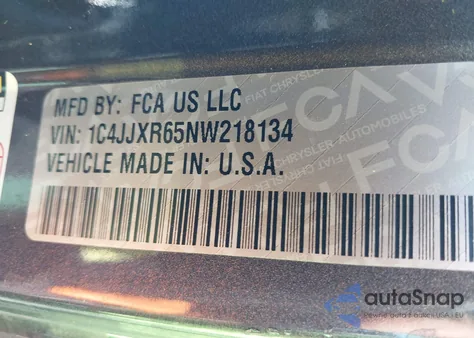 MFD BY: FCA US LLC
VIN: 1C4JJXR65NW218134
VEHICLE MADE IN: U.S.A.
autoSnap